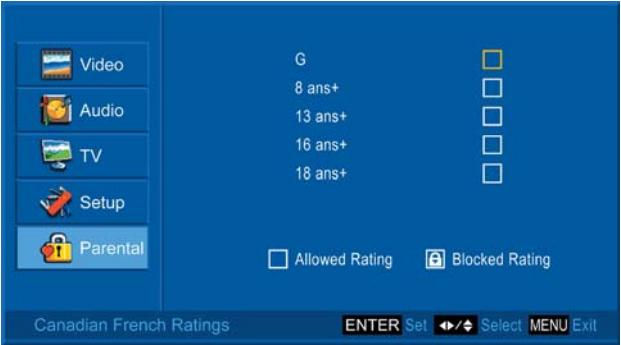 Video
Audio
TV
Setup
Parental
G
8 ans+
13 ans+
16 ans+
18 ans+
Allowed Rating Blocked Rating
Canadian French Ratings ENTER Set Select MENU Exit